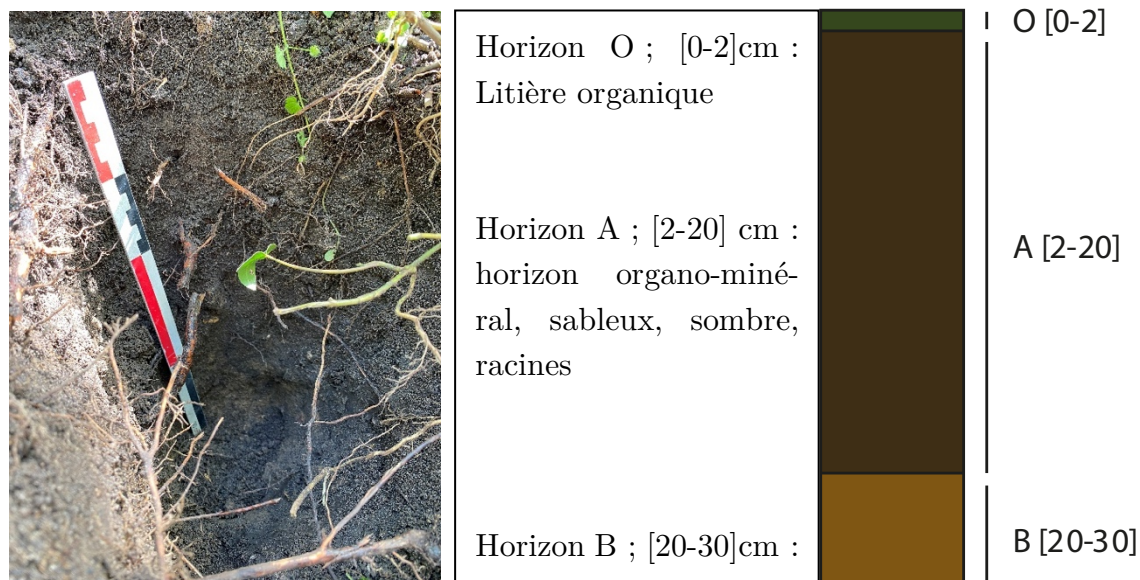 Horizon O ; [0-2]cm :
Litière organique
Horizon A ; [2-20] cm :
horizon organo-miné-
ral, sableux, sombre,
racines
Horizon B ; [20-30]cm :
O [0-2]
A [2-20]
B [20-30]